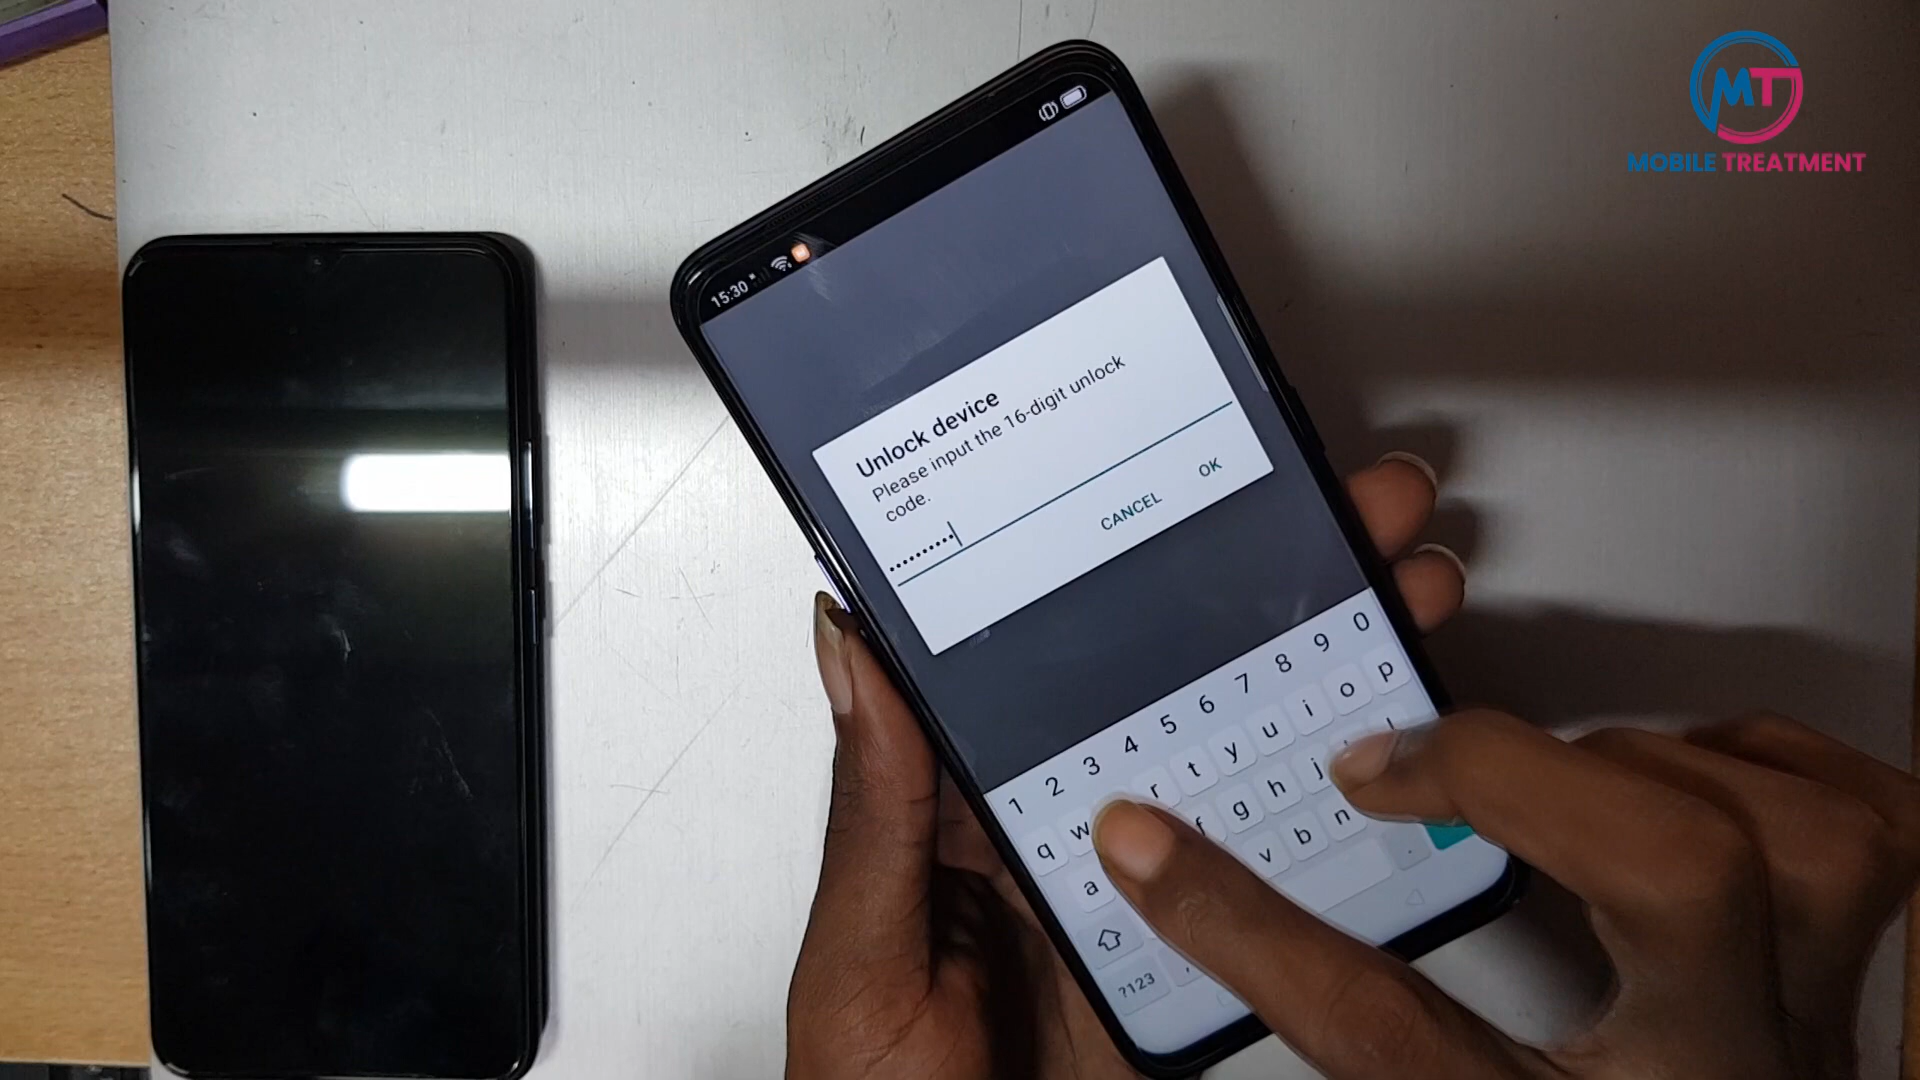 MT
MOBILE TREATMENT
15:30
Unlock device
Please input the 16-digit unlock
code.
••••••••••
CANCEL OK
1 2 3 4 5 6 7 8 9 0
q w r t y u i o p
a f g h j
v b n
?123 , .